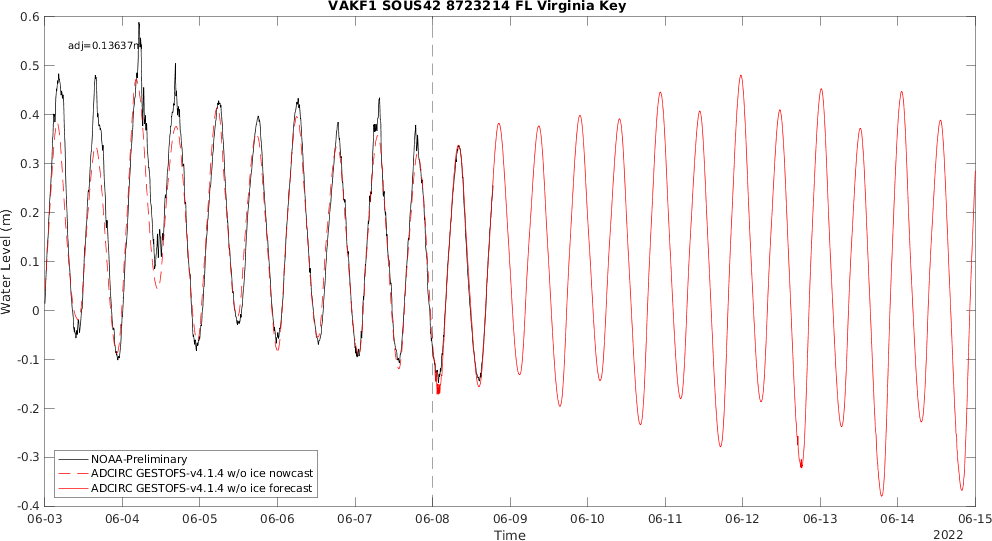 VAKF1 SOUS42 8723214 FL Virginia Key
adj=0.13637m
Water Level (m)
0.6
0.5
0.4
0.3
0.2
0.1
0
-0.1
-0.2
-0.3
-0.4
NOAA-Preliminary
ADCIRC GESTOFS-v4.1.4 w/o ice nowcast
ADCIRC GESTOFS-v4.1.4 w/o ice forecast
06-03 06-04 06-05 06-06 06-07 06-08 06-09 06-10 06-11 06-12 06-13 06-14 06-15
Time
2022